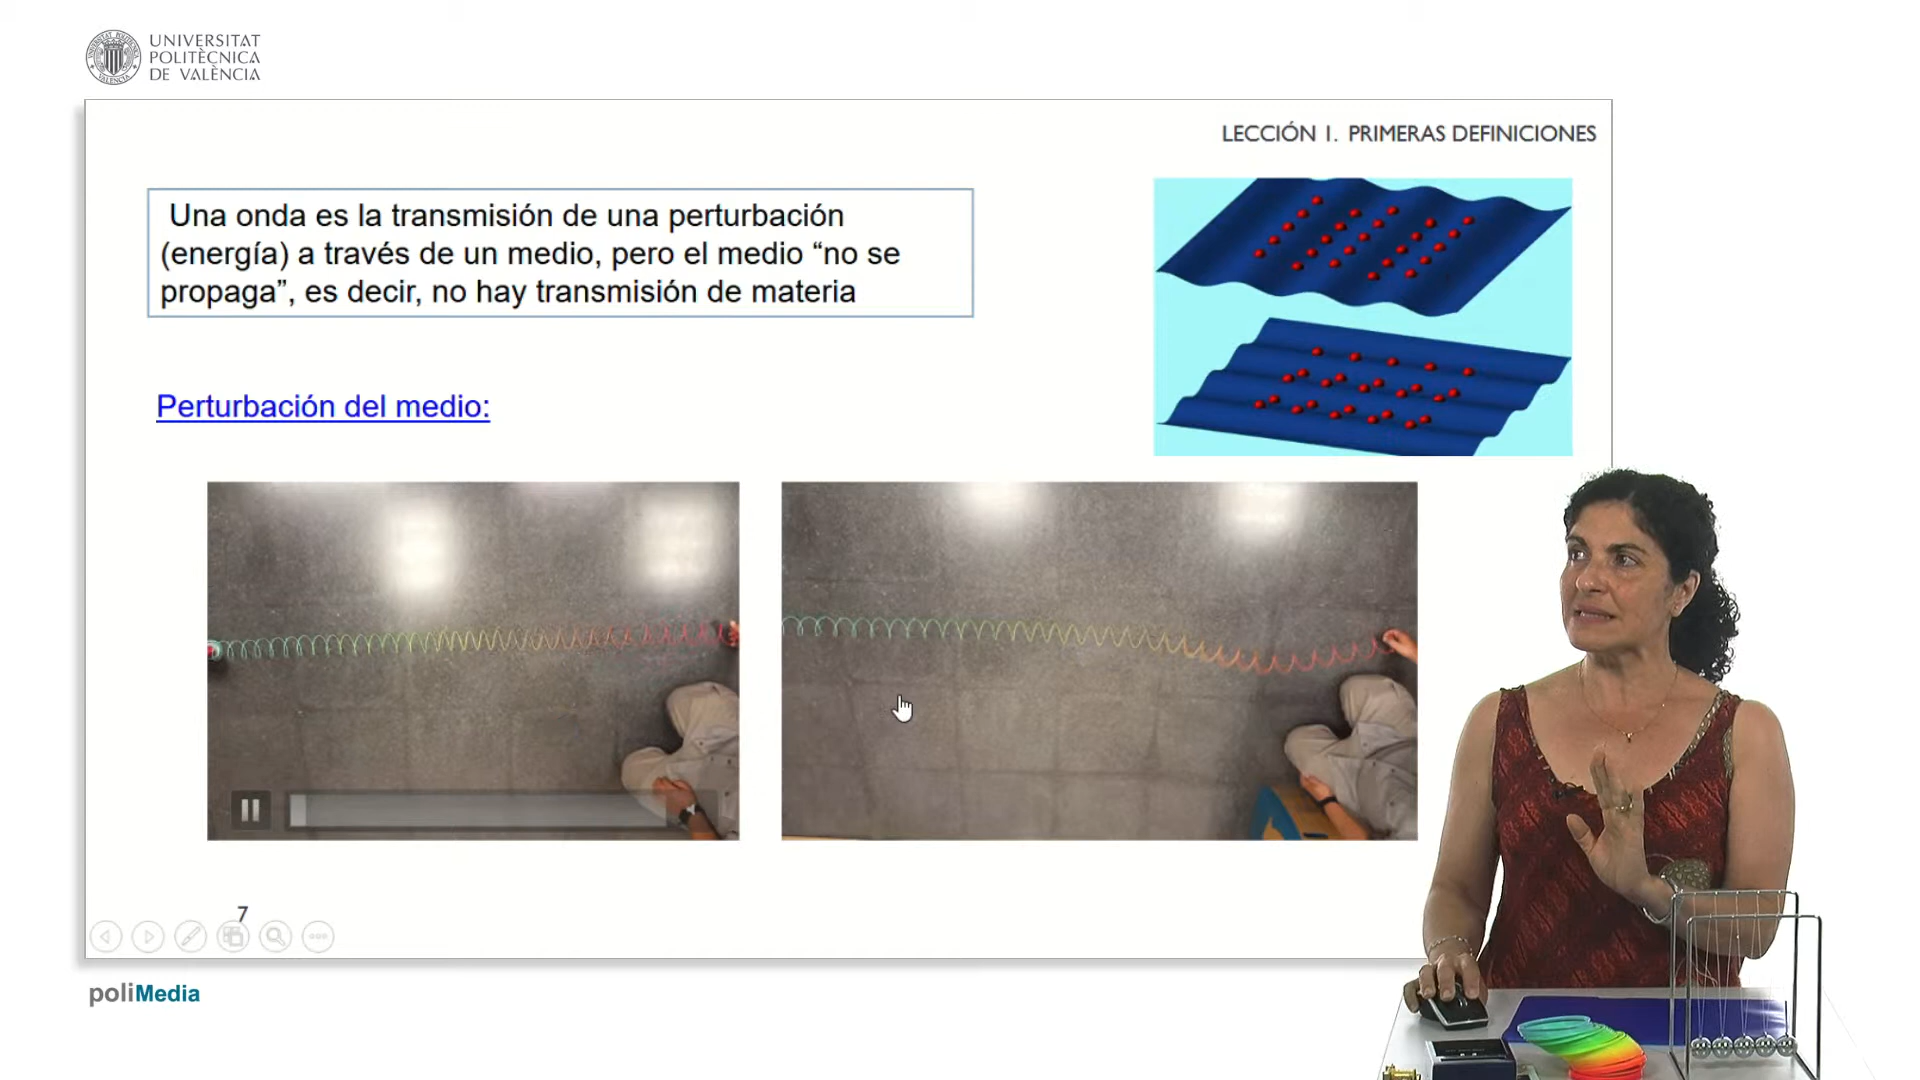 UNIVERSITAT
POLITÈCNICA
DE VALÈNCIA
LECCIÓN 1. PRIMERAS DEFINICIONES
Una onda es la transmisión de una perturbación
(energía) a través de un medio, pero el medio “no se
propaga”, es decir, no hay transmisión de materia
Perturbación del medio:
7
poliMedia